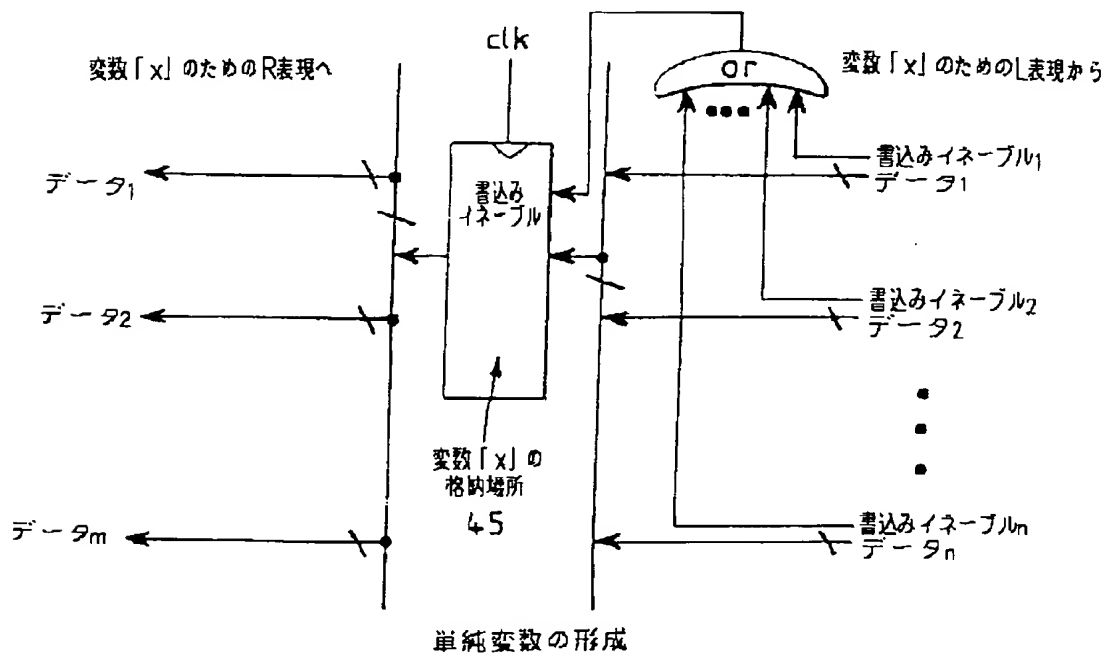 clk
変数「x」のためのR表現へ
or
変数「x」のためのL表現から
書込みイネーブル1
データ1
データ1
書込み
イネーブル
書込みイネーブル2
データ2
データ2
変数「x」の
格納場所
45
書込みイネーブルn
データn
データm
単純変数の形成